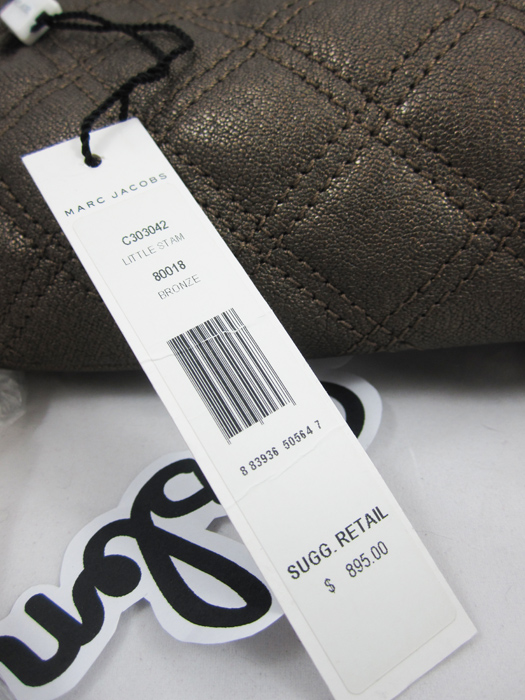 MARC JACOBS
C303042
LITTLE STAM
80018
BRONZE
8 83936 50564 7
SUGG. RETAIL
$ 895.00